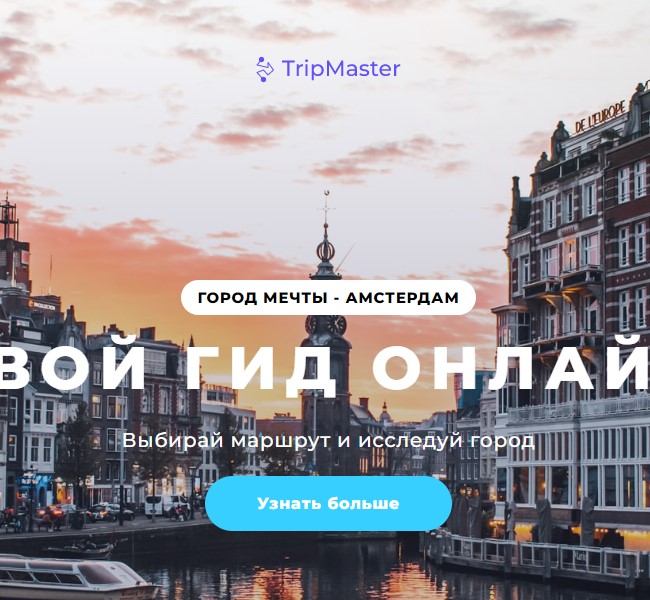 TripMaster
DE L'EUROPE
ГОРОД МЕЧТЫ - АМСТЕРДАМ
ВОЙ ГИД ОНЛАЙ
Выбирай маршрут и исследуй город
Узнать больше